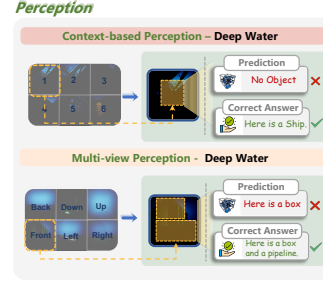 Perception
Context-based Perception – Deep Water
1 2 3
4 5 6
Prediction
No Object
Correct Answer
Here is a Ship.
Multi-view Perception - Deep Water
Back Down Up
Front Left Right
Prediction
Here is a box
Correct Answer
Here is a box
and a pipeline.